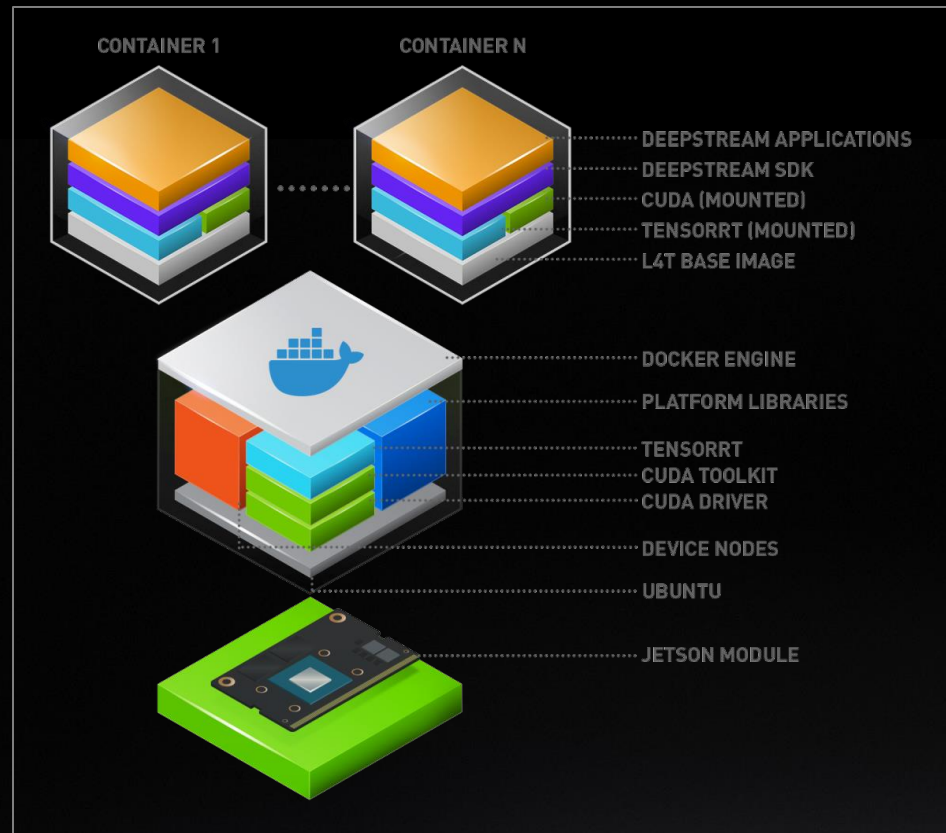 CONTAINER 1
CONTAINER N
DEEPSTREAM APPLICATIONS
DEEPSTREAM SDK
CUDA (MOUNTED)
TENSORRT (MOUNTED)
L4T BASE IMAGE
DOCKER ENGINE
PLATFORM LIBRARIES
TENSORRT
CUDA TOOLKIT
CUDA DRIVER
DEVICE NODES
UBUNTU
JETSON MODULE